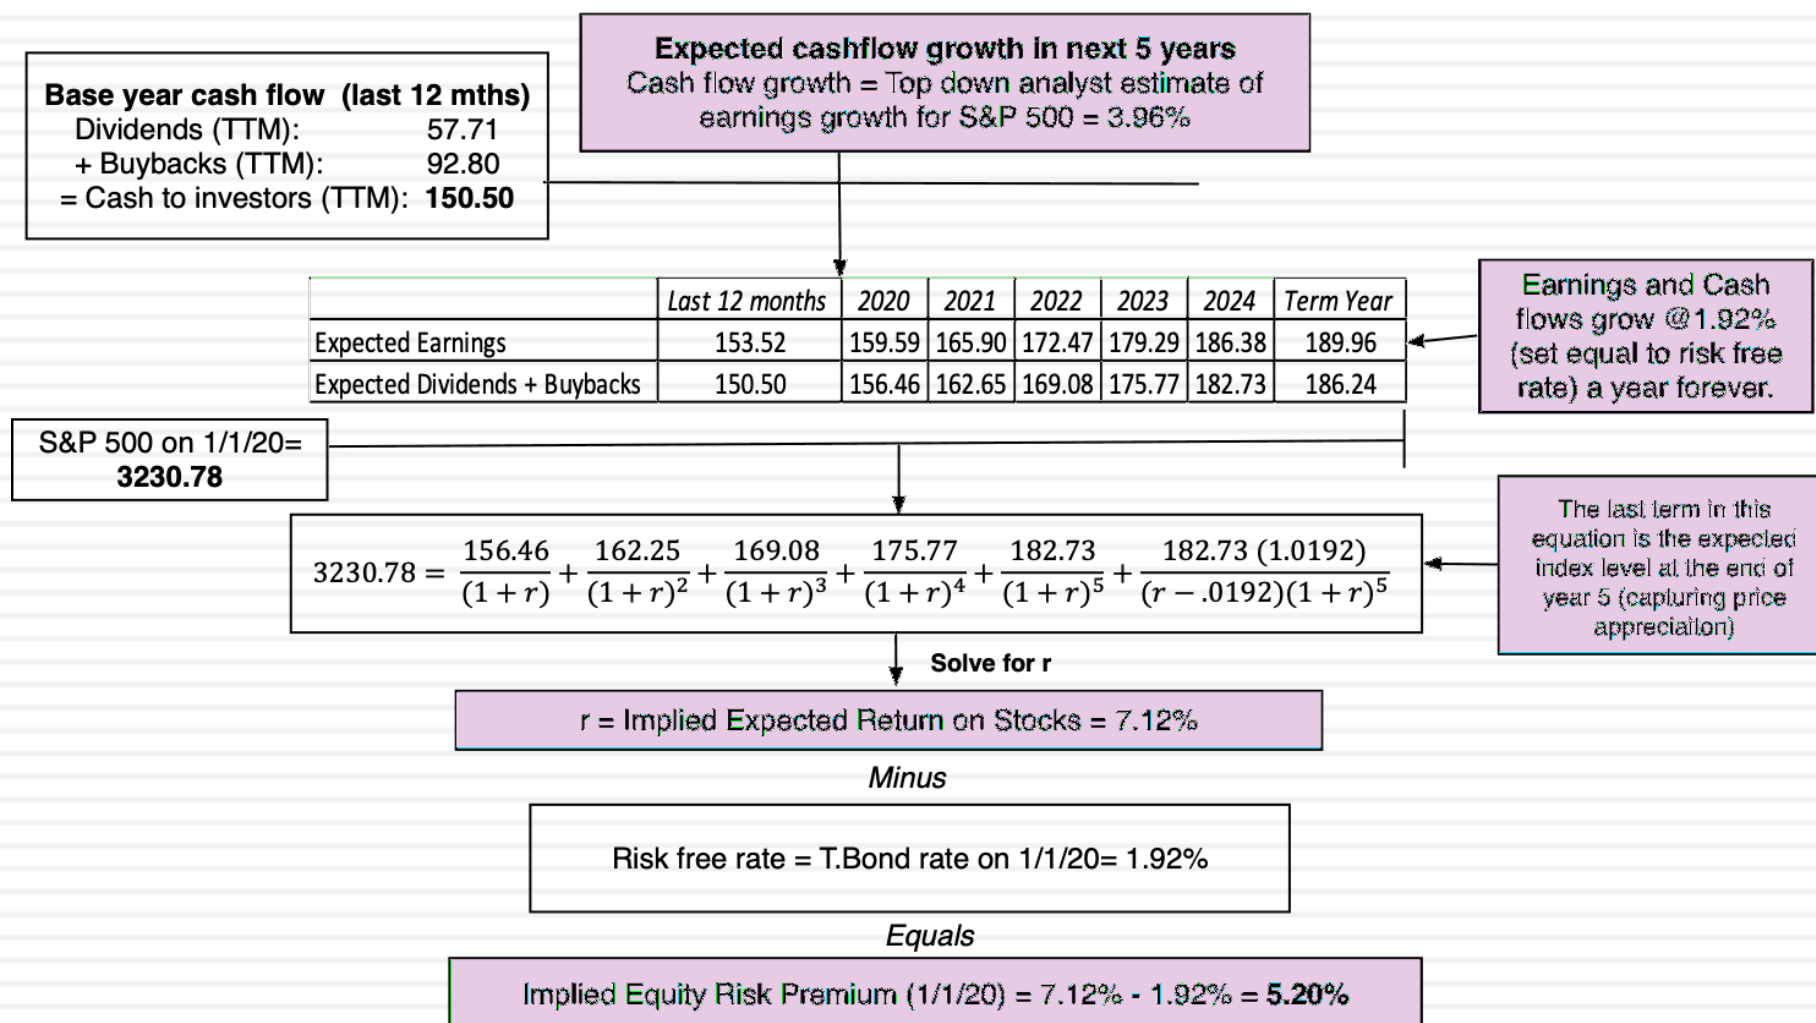 Expected cashflow growth in next 5 years
Cash flow growth = Top down analyst estimate of
earnings growth for S&P 500 = 3.96%
Base year cash flow (last 12 mths)
Dividends (TTM): 57.71
+ Buybacks (TTM): 92.80
= Cash to investors (TTM): 150.50
Last 12 months 2020 2021 2022 2023 2024 Term Year
Expected Earnings 153.52 159.59 165.90 172.47 179.29 186.38 189.96
Expected Dividends + Buybacks 150.50 156.46 162.65 169.08 175.77 182.73 186.24
Earnings and Cash
flows grow @1.92%
(set equal to risk free
rate) a year forever.
S&P 500 on 1/1/20=
3230.78
3230.78 = 156.46/(1 + r) + 162.25/(1 + r)^2 + 169.08/(1 + r)^3 + 175.77/(1 + r)^4 + 182.73/(1 + r)^5 + 182.73 (1.0192)/(r − .0192)(1 + r)^5
The last term in this
equation is the expected
index level at the end of
year 5 (capturing price
appreciation)
Solve for r
r = Implied Expected Return on Stocks = 7.12%
Minus
Risk free rate = T.Bond rate on 1/1/20= 1.92%
Equals
Implied Equity Risk Premium (1/1/20) = 7.12% - 1.92% = 5.20%